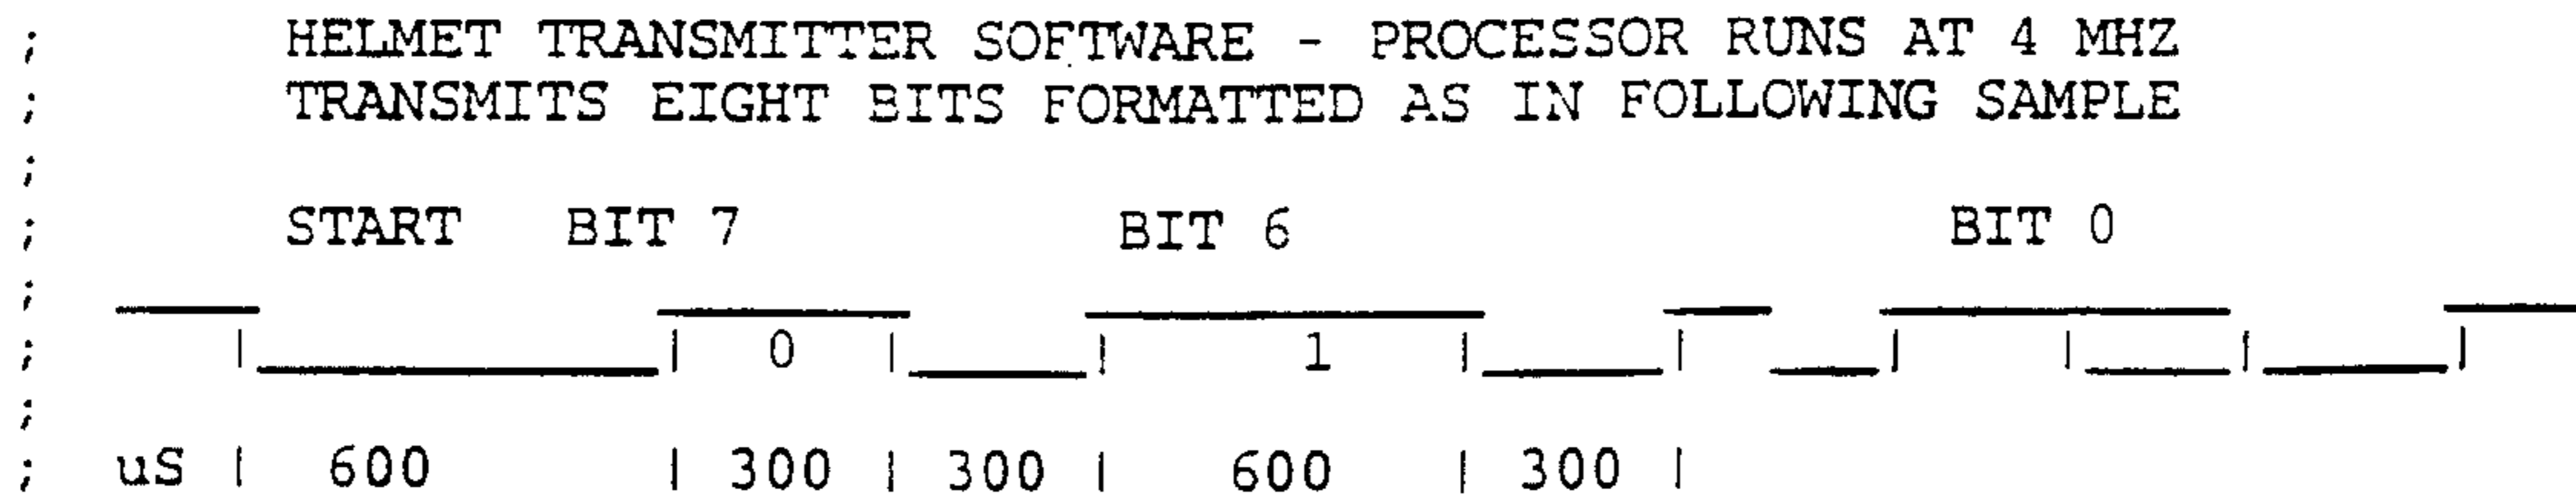 ; HELMET TRANSMITTER SOFTWARE - PROCESSOR RUNS AT 4 MHZ
; TRANSMITS EIGHT BITS FORMATTED AS IN FOLLOWING SAMPLE
;
; START BIT 7 BIT 6 BIT 0
;
; | | 0 | | 1 | | | | | |
;
; uS | 600 | 300 | 300 | 600 | 300 |